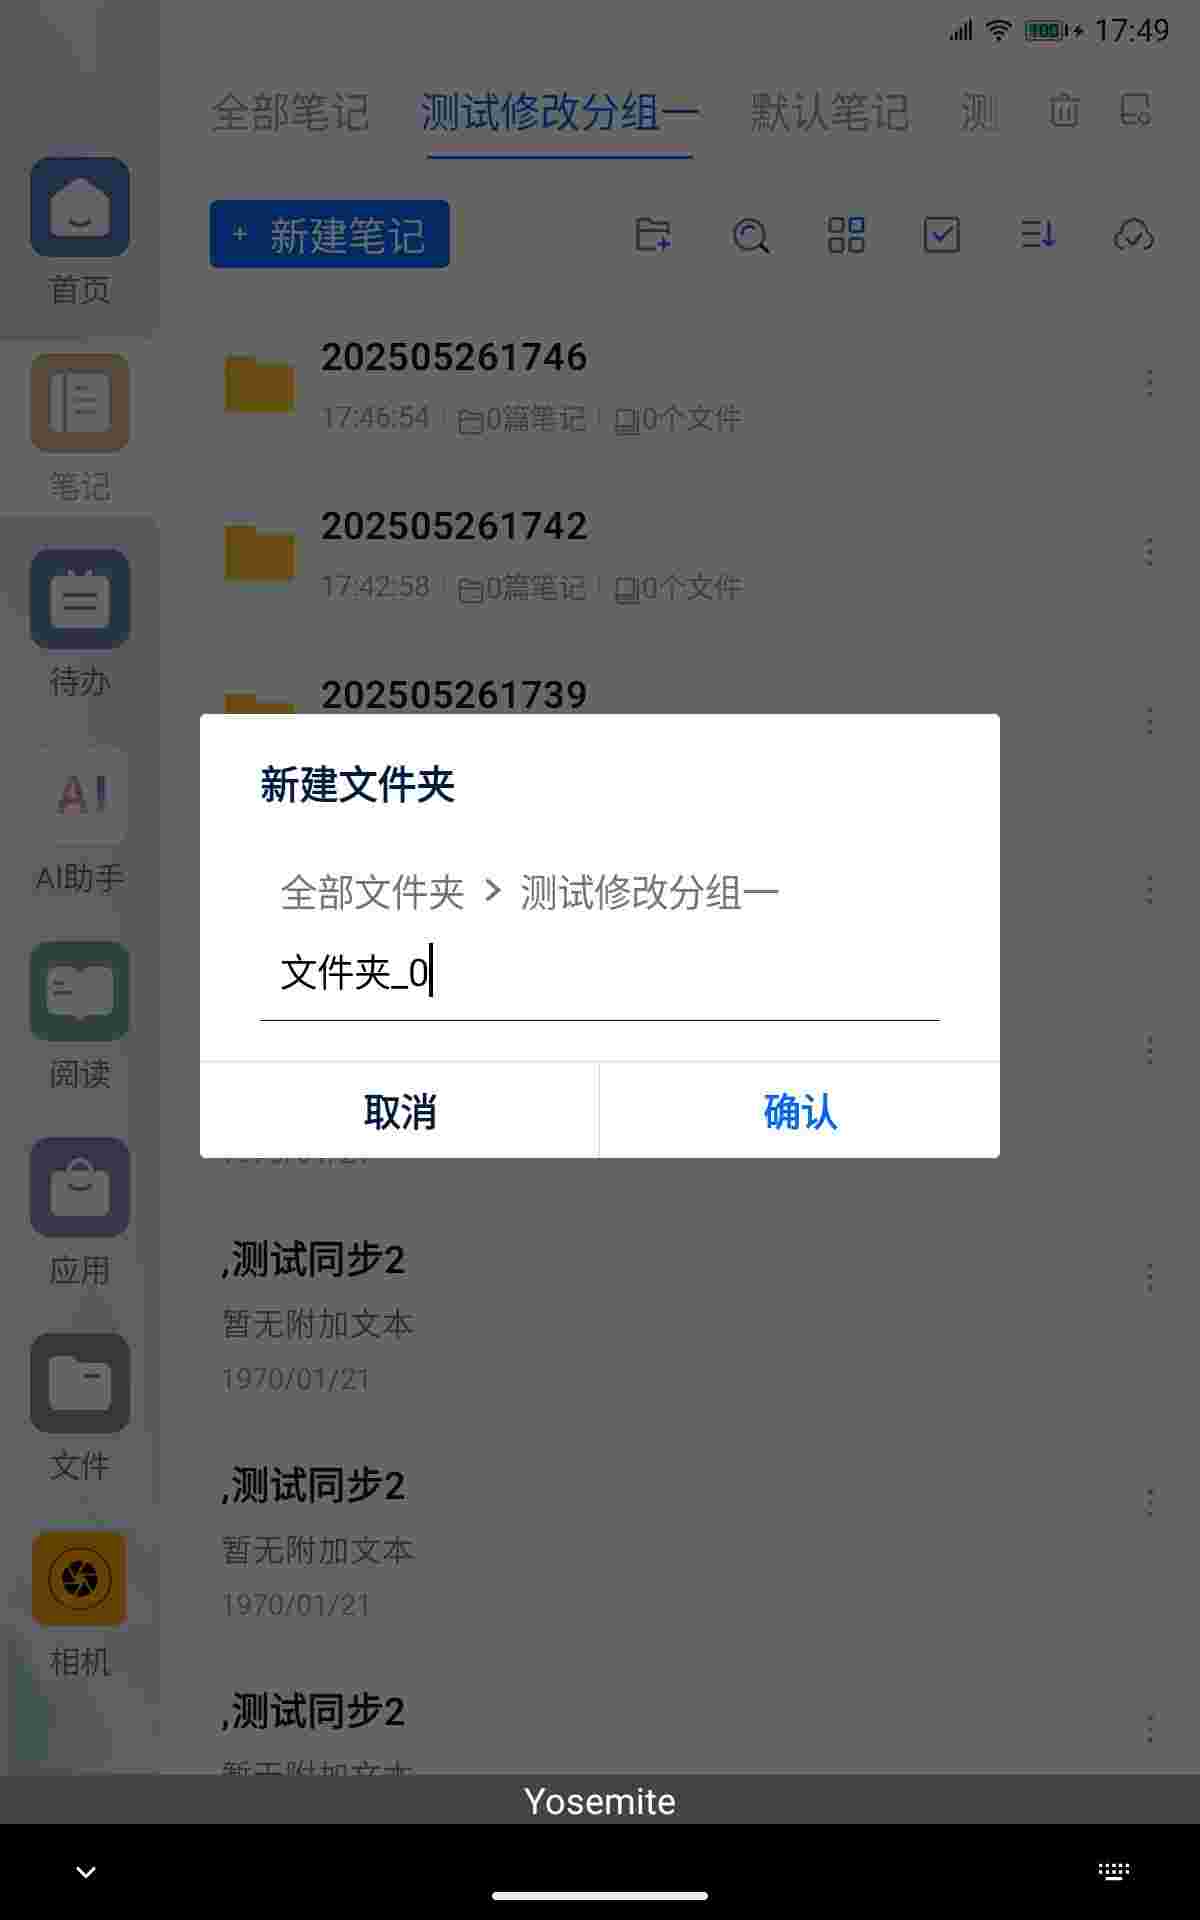 100 17:49
全部笔记 测试修改分组一 默认笔记 测
+ 新建笔记
首页
笔记
待办
AI
AI助手
阅读
应用
文件
相机
202505261746
17:46:54 0篇笔记 0个文件
202505261742
17:42:58 0篇笔记 0个文件
202505261739
新建文件夹
全部文件夹 > 测试修改分组一
文件夹_0
取消 确认
,测试同步2
暂无附加文本
1970/01/21
,测试同步2
暂无附加文本
1970/01/21
,测试同步2
暂无附加文本
Yosemite